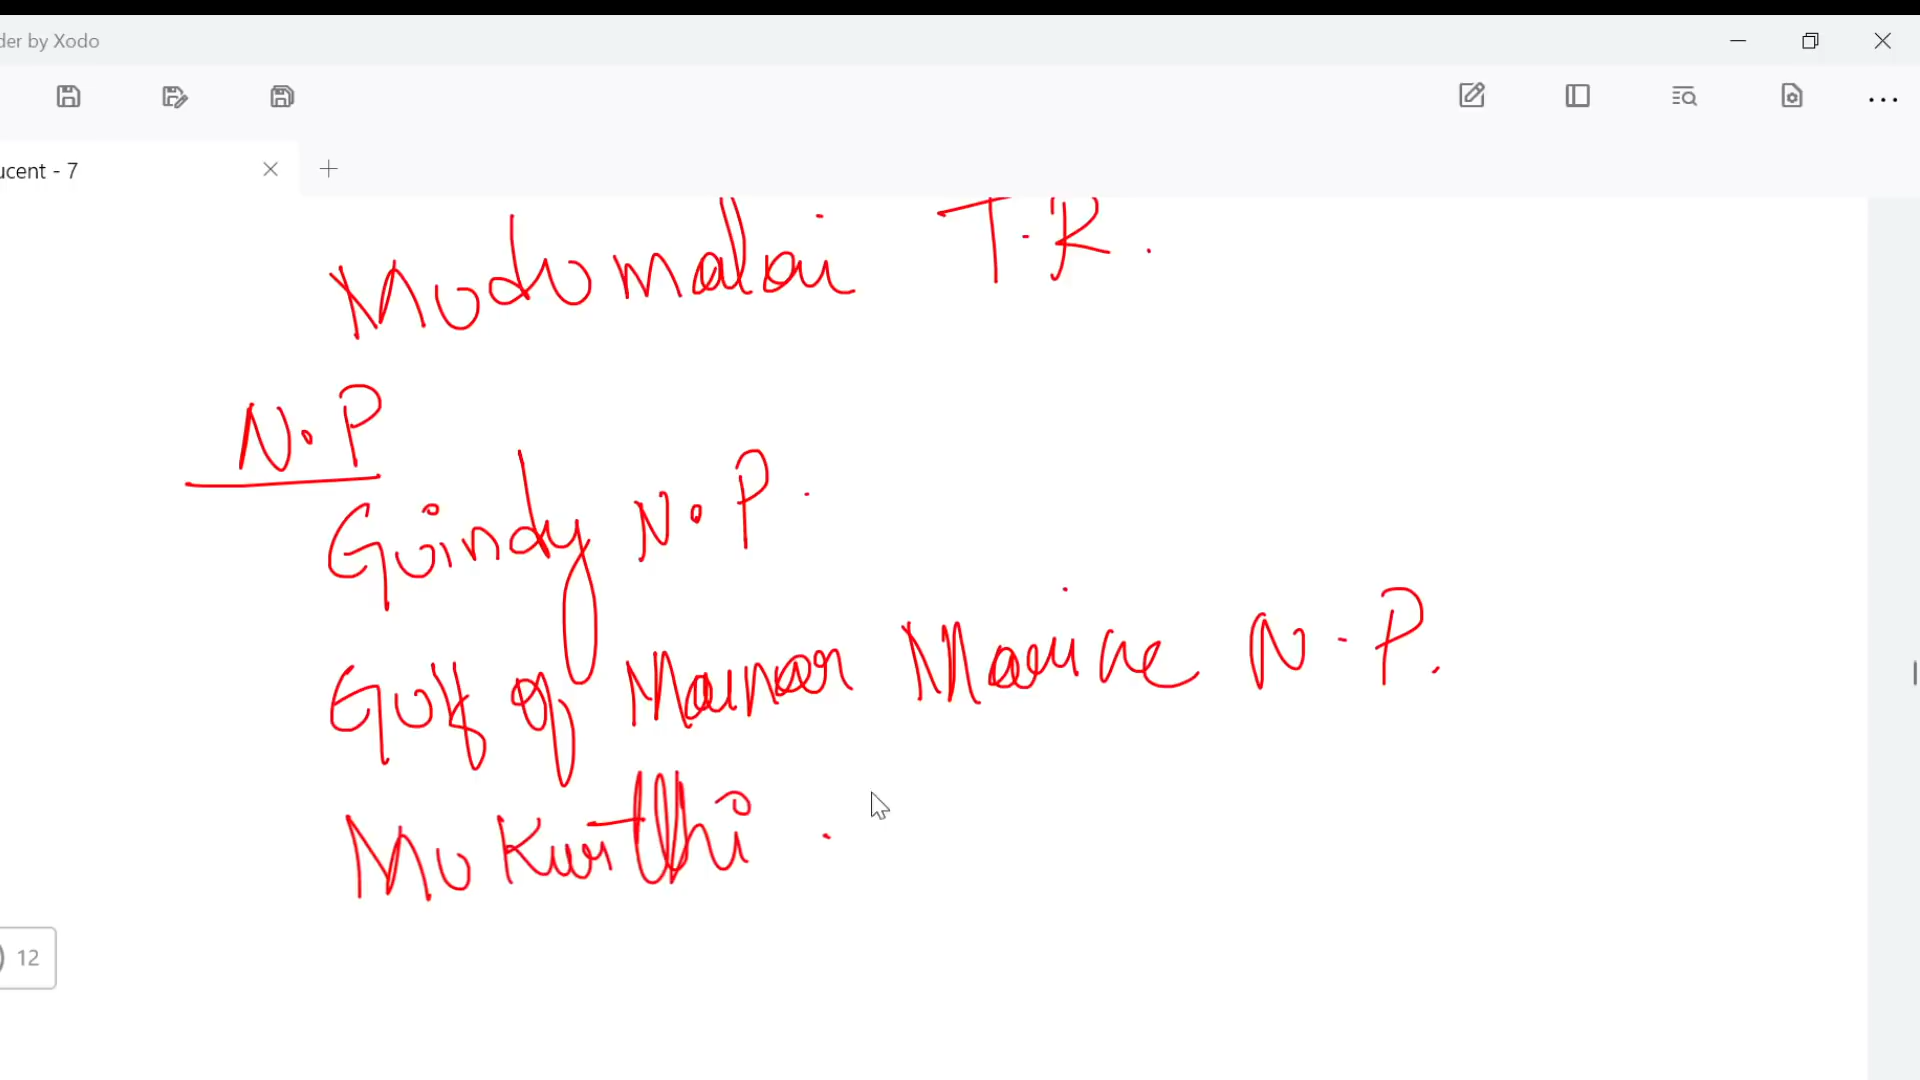 der by Xodo
ucent - 7
Mudumalai T.R.
N.P
Guindy N.P.
Gulf of Mannar Marine N.P.
Mukurthi.
12